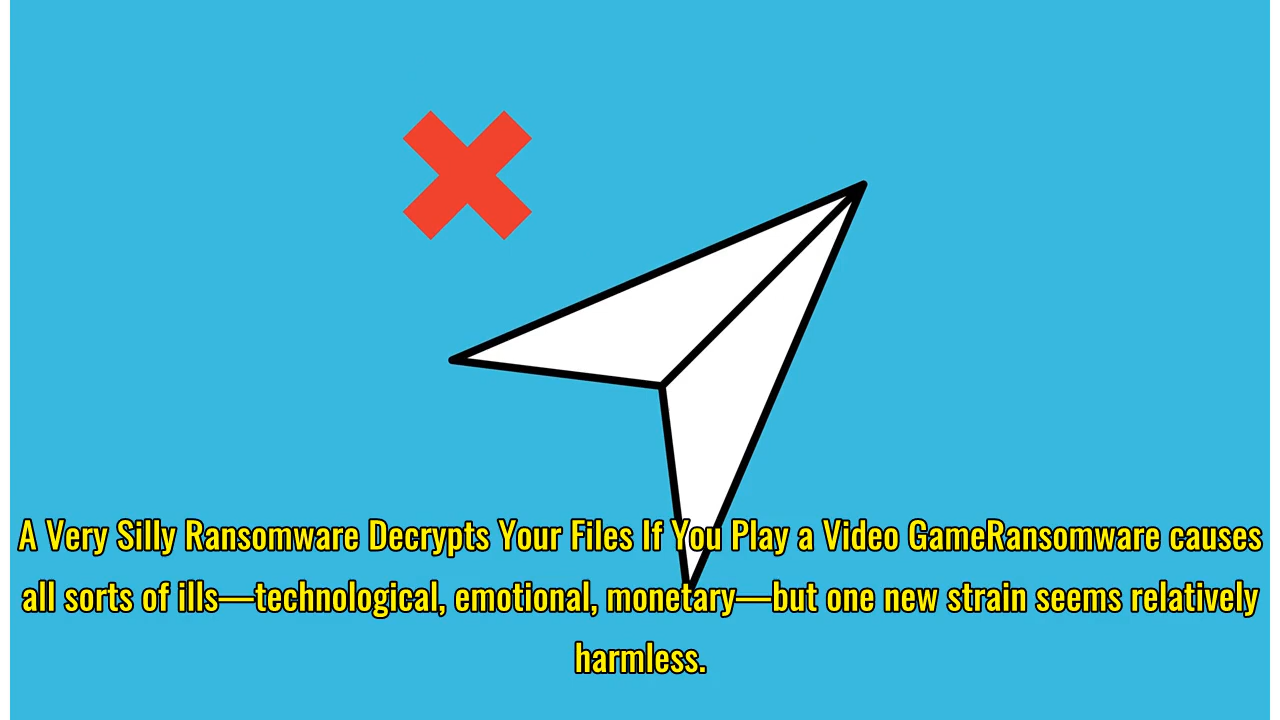 A Very Silly Ransomware Decrypts Your Files If You Play a Video GameRansomware causes
all sorts of ills—technological, emotional, monetary—but one new strain seems relatively
harmless.